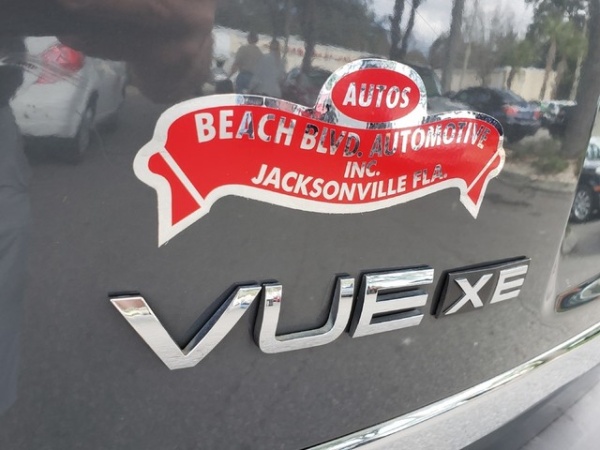 AUTOS
BEACH BLVD. AUTOMOTIVE
INC.
JACKSONVILLE FLA.
VUE XE